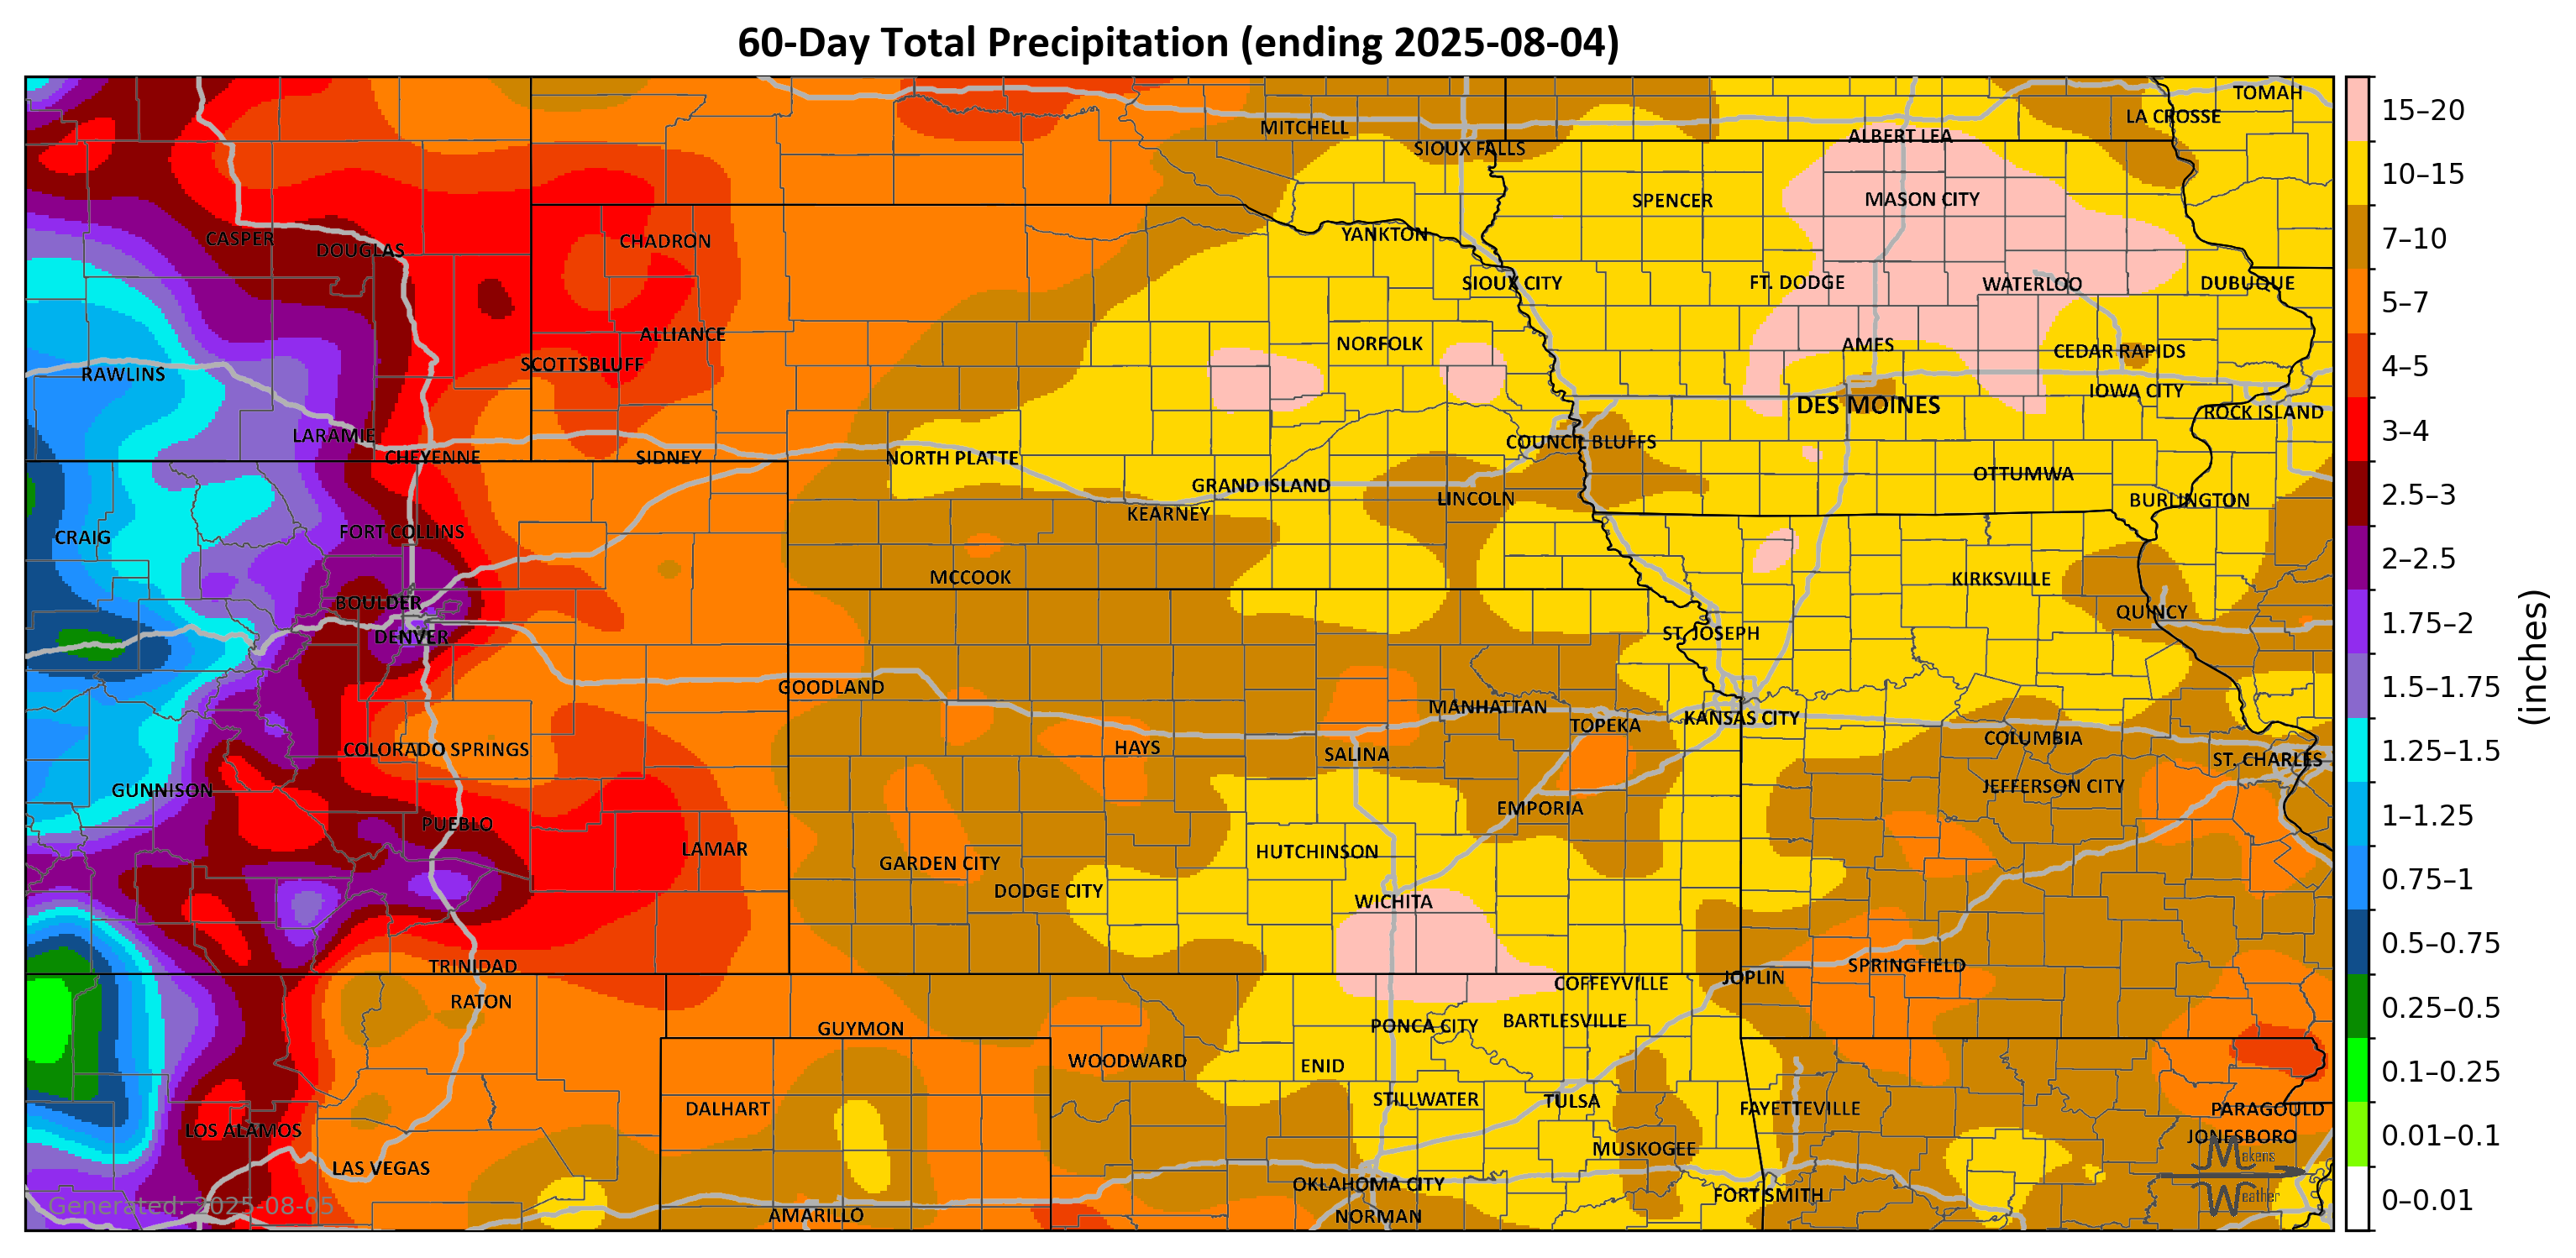 60-Day Total Precipitation (ending 2025-08-04)
TOMAH
LA CROSSE
MITCHELL
ALBERT LEA
SIOUX FALLS
SPENCER
MASON CITY
YANKTON
CASPER
CHADRON
DOUGLAS
SIOUX CITY
FT. DODGE
WATERLOO
DUBUQUE
ALLIANCE
NORFOLK
AMES
CEDAR RAPIDS
SCOTTSBLUFF
RAWLINS
IOWA CITY
DES MOINES
ROCK ISLAND
LARAMIE
COUNCIL BLUFFS
CHEYENNE
SIDNEY
NORTH PLATTE
OTTUMWA
GRAND ISLAND
LINCOLN
BURLINGTON
KEARNEY
FORT COLLINS
CRAIG
MCCOOK
KIRKSVILLE
BOULDER
QUINCY
DENVER
ST. JOSEPH
GOODLAND
MANHATTAN
KANSAS CITY
TOPEKA
COLUMBIA
COLORADO SPRINGS
HAYS
SALINA
ST. CHARLES
GUNNISON
JEFFERSON CITY
EMPORIA
PUEBLO
LAMAR
HUTCHINSON
GARDEN CITY
DODGE CITY
WICHITA
TRINIDAD
SPRINGFIELD
JOPLIN
COFFEYVILLE
RATON
BARTLESVILLE
GUYMON
PONCA CITY
WOODWARD
ENID
STILLWATER
TULSA
DALHART
FAYETTEVILLE
PARAGOULD
LOS ALAMOS
JONESBORO
MUSKOGEE
LAS VEGAS
OKLAHOMA CITY
FORT SMITH
AMARILLO
NORMAN
Generated: 2025-08-05
Makens
Weather
15–20
10–15
7–10
5–7
4–5
3–4
2.5–3
2–2.5
1.75–2
1.5–1.75
1.25–1.5
1–1.25
0.75–1
0.5–0.75
0.25–0.5
0.1–0.25
0.01–0.1
0–0.01
(inches)